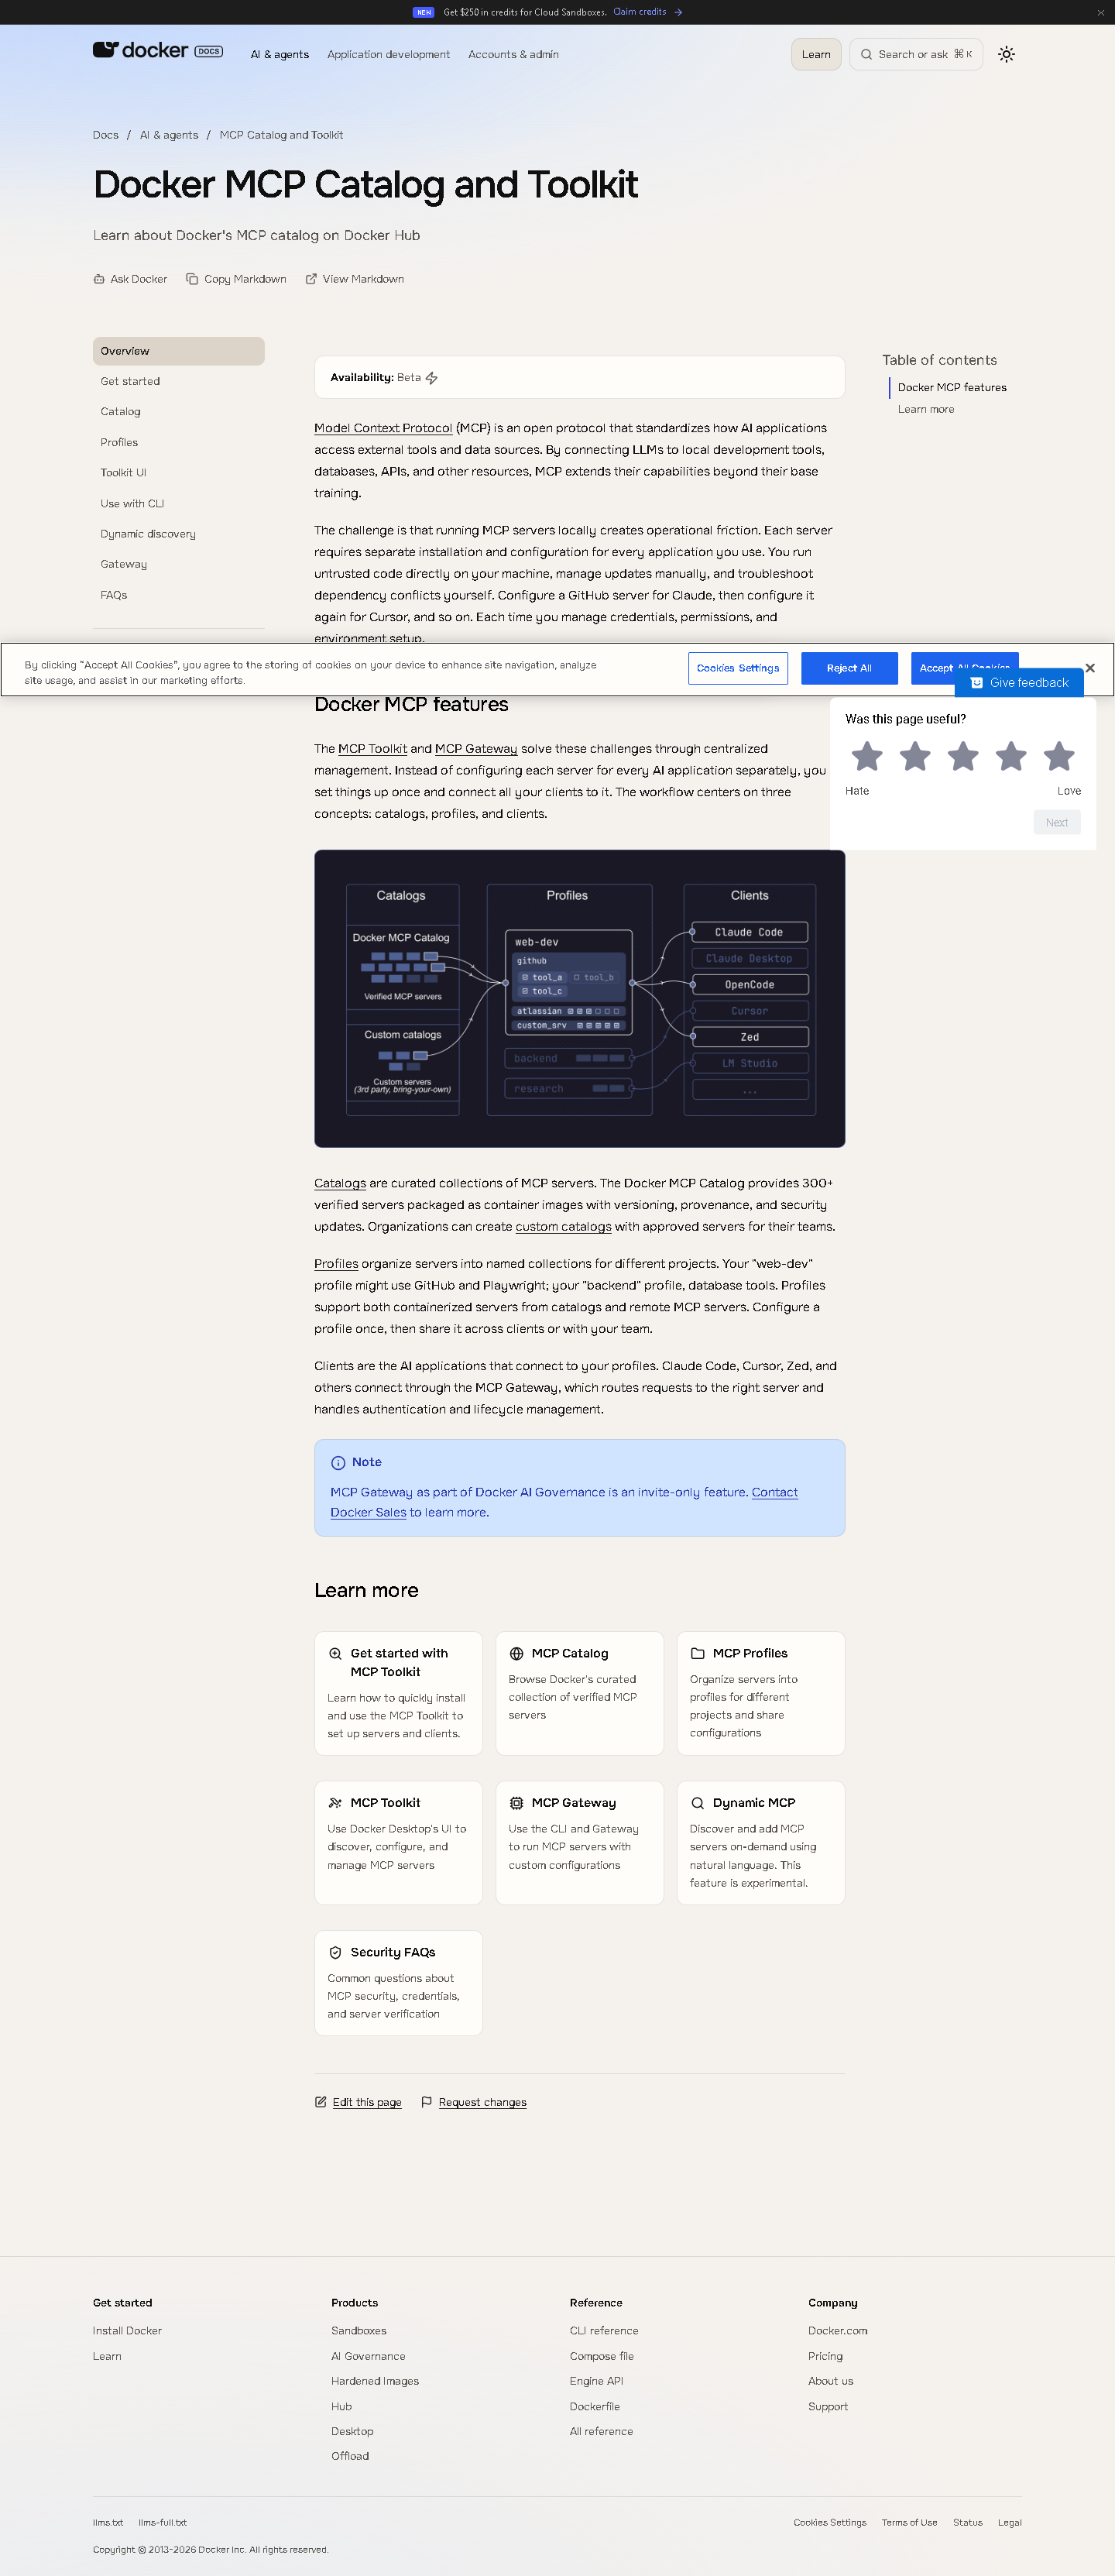 NEW Get $250 in credits for Cloud Sandboxes. Claim credits
docker DOCS
AI & agents
Application development
Accounts & admin
Learn
Search or ask ⌘ K
Docs / AI & agents / MCP Catalog and Toolkit
Docker MCP Catalog and Toolkit
Learn about Docker's MCP catalog on Docker Hub
Ask Docker
Copy Markdown
View Markdown
Overview
Get started
Catalog
Profiles
Toolkit UI
Use with CLI
Dynamic discovery
Gateway
FAQs
Availability: Beta
Model Context Protocol (MCP) is an open protocol that standardizes how AI applications
access external tools and data sources. By connecting LLMs to local development tools,
databases, APIs, and other resources, MCP extends their capabilities beyond their base
training.
The challenge is that running MCP servers locally creates operational friction. Each server
requires separate installation and configuration for every application you use. You run
untrusted code directly on your machine, manage updates manually, and troubleshoot
dependency conflicts yourself. Configure a GitHub server for Claude, then configure it
again for Cursor, and so on. Each time you manage credentials, permissions, and
environment setup.
Table of contents
Docker MCP features
Learn more
By clicking “Accept All Cookies”, you agree to the storing of cookies on your device to enhance site navigation, analyze
site usage, and assist in our marketing efforts.
Cookies Settings
Reject All
Accept All Cookies
Give feedback
Was this page useful?
Hate
Love
Next
Docker MCP features
The MCP Toolkit and MCP Gateway solve these challenges through centralized
management. Instead of configuring each server for every AI application separately, you
set things up once and connect all your clients to it. The workflow centers on three
concepts: catalogs, profiles, and clients.
Catalogs
Docker MCP Catalog
Verified MCP servers
Custom catalogs
Custom servers
(3rd party, bring-your-own)
Profiles
web-dev
github
tool_a
tool_b
tool_c
atlassian
custom_srv
backend
research
Clients
Claude Code
Claude Desktop
OpenCode
Cursor
Zed
LM Studio
...
Catalogs are curated collections of MCP servers. The Docker MCP Catalog provides 300+
verified servers packaged as container images with versioning, provenance, and security
updates. Organizations can create custom catalogs with approved servers for their teams.
Profiles organize servers into named collections for different projects. Your "web-dev"
profile might use GitHub and Playwright; your "backend" profile, database tools. Profiles
support both containerized servers from catalogs and remote MCP servers. Configure a
profile once, then share it across clients or with your team.
Clients are the AI applications that connect to your profiles. Claude Code, Cursor, Zed, and
others connect through the MCP Gateway, which routes requests to the right server and
handles authentication and lifecycle management.
Note
MCP Gateway as part of Docker AI Governance is an invite-only feature. Contact
Docker Sales to learn more.
Learn more
Get started with
MCP Toolkit
Learn how to quickly install
and use the MCP Toolkit to
set up servers and clients.
MCP Catalog
Browse Docker's curated
collection of verified MCP
servers
MCP Profiles
Organize servers into
profiles for different
projects and share
configurations
MCP Toolkit
Use Docker Desktop's UI to
discover, configure, and
manage MCP servers
MCP Gateway
Use the CLI and Gateway
to run MCP servers with
custom configurations
Dynamic MCP
Discover and add MCP
servers on-demand using
natural language. This
feature is experimental.
Security FAQs
Common questions about
MCP security, credentials,
and server verification
Edit this page
Request changes
Get started
Install Docker
Learn
Products
Sandboxes
AI Governance
Hardened Images
Hub
Desktop
Offload
Reference
CLI reference
Compose file
Engine API
Dockerfile
All reference
Company
Docker.com
Pricing
About us
Support
llms.txt
llms-full.txt
Cookies Settings
Terms of Use
Status
Legal
Copyright © 2013-2026 Docker Inc. All rights reserved.